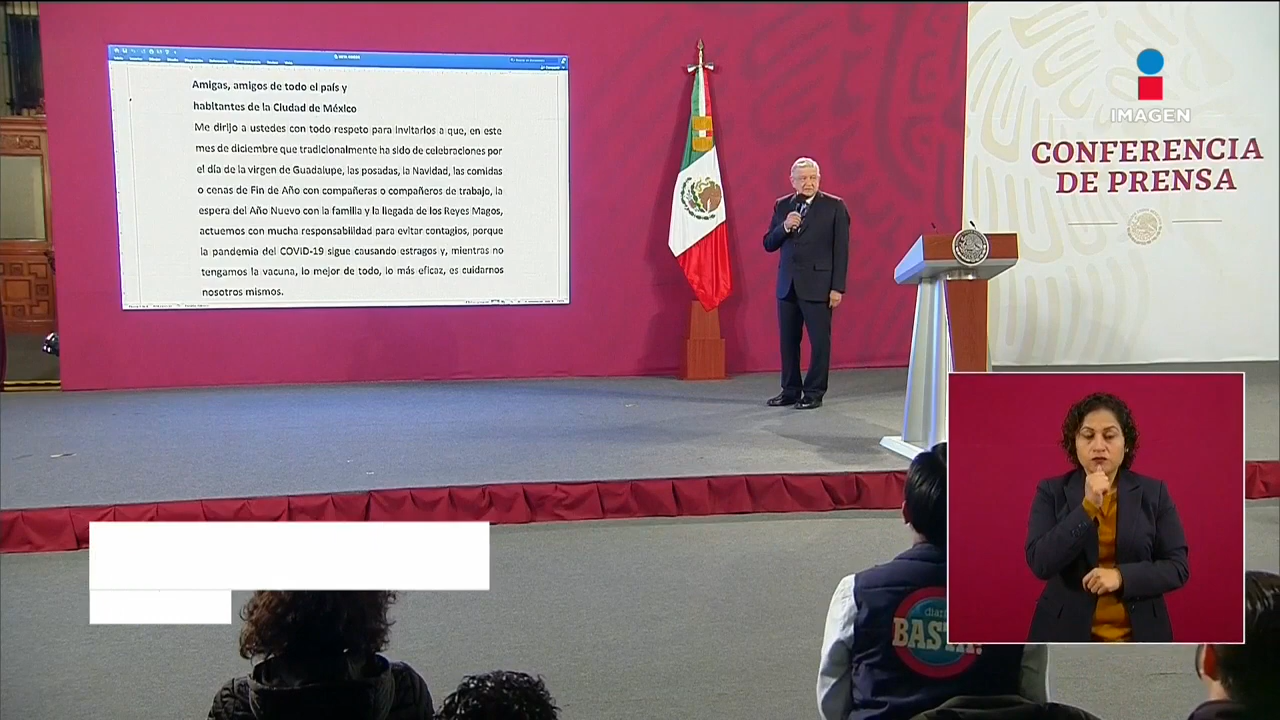 Amigas, amigos de todo el país y
habitantes de la Ciudad de México
Me dirijo a ustedes con todo respeto para invitarlos a que, en este
mes de diciembre que tradicionalmente ha sido de celebraciones por
el día de la virgen de Guadalupe, las posadas, la Navidad, las comidas
o cenas de Fin de Año con compañeras o compañeros de trabajo, la
espera del Año Nuevo con la familia y la llegada de los Reyes Magos,
actuemos con mucha responsabilidad para evitar contagios, porque
la pandemia del COVID-19 sigue causando estragos y, mientras no
tengamos la vacuna, lo mejor de todo, lo más eficaz, es cuidarnos
nosotros mismos.
IMAGEN
CONFERENCIA
DE PRENSA
BASTA!